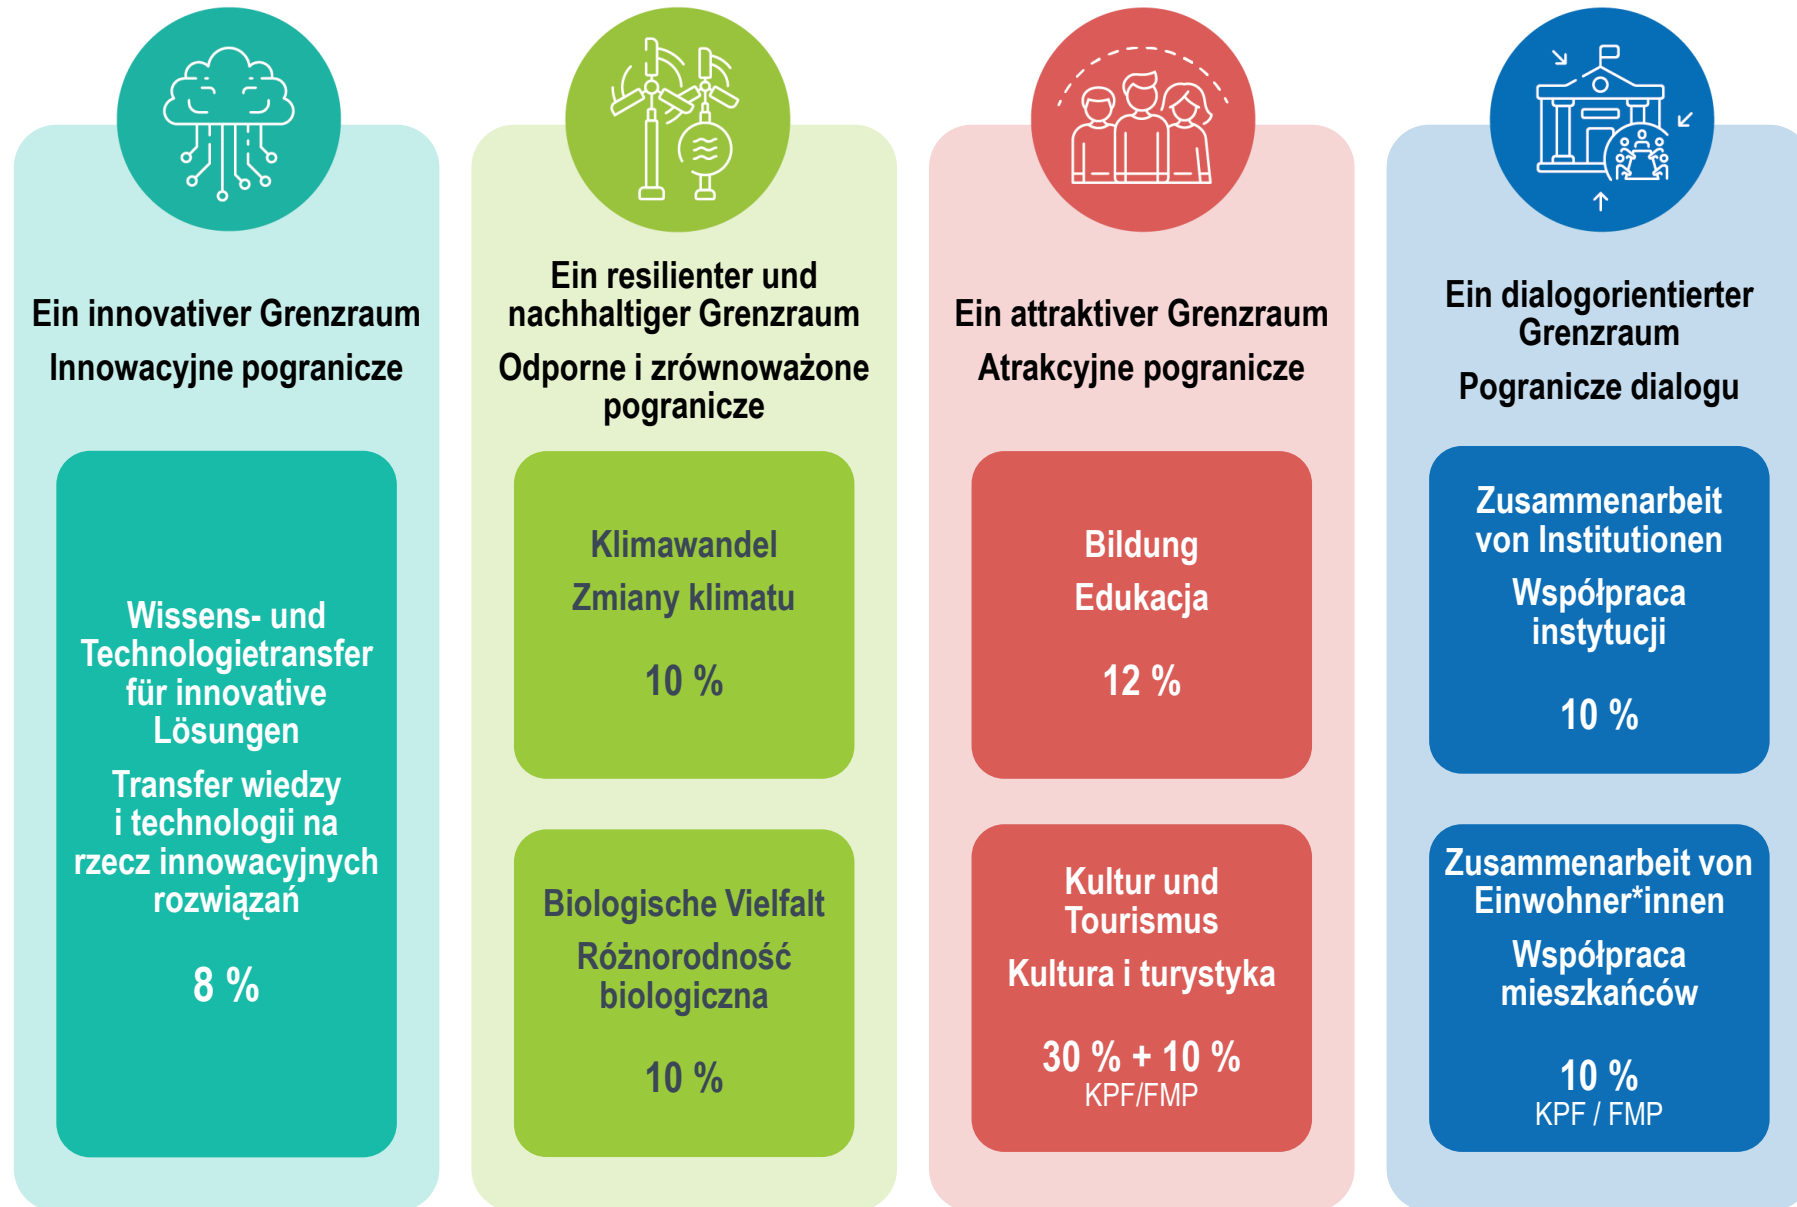 Ein innovativer Grenzraum
Innowacyjne pogranicze
Wissens- und
Technologietransfer
für innovative
Lösungen
Transfer wiedzy
i technologii na
rzecz innowacyjnych
rozwiązań
8 %
Ein resilienter und
nachhaltiger Grenzraum
Odporne i zrównoważone
pogranicze
Klimawandel
Zmiany klimatu
10 %
Biologische Vielfalt
Różnorodność
biologiczna
10 %
Ein attraktiver Grenzraum
Atrakcyjne pogranicze
Bildung
Edukacja
12 %
Kultur und
Tourismus
Kultura i turystyka
30 % + 10 %
KPF/FMP
Ein dialogorientierter
Grenzraum
Pogranicze dialogu
Zusammenarbeit
von Institutionen
Współpraca
instytucji
10 %
Zusammenarbeit von
Einwohner*innen
Współpraca
mieszkańców
10 %
KPF / FMP